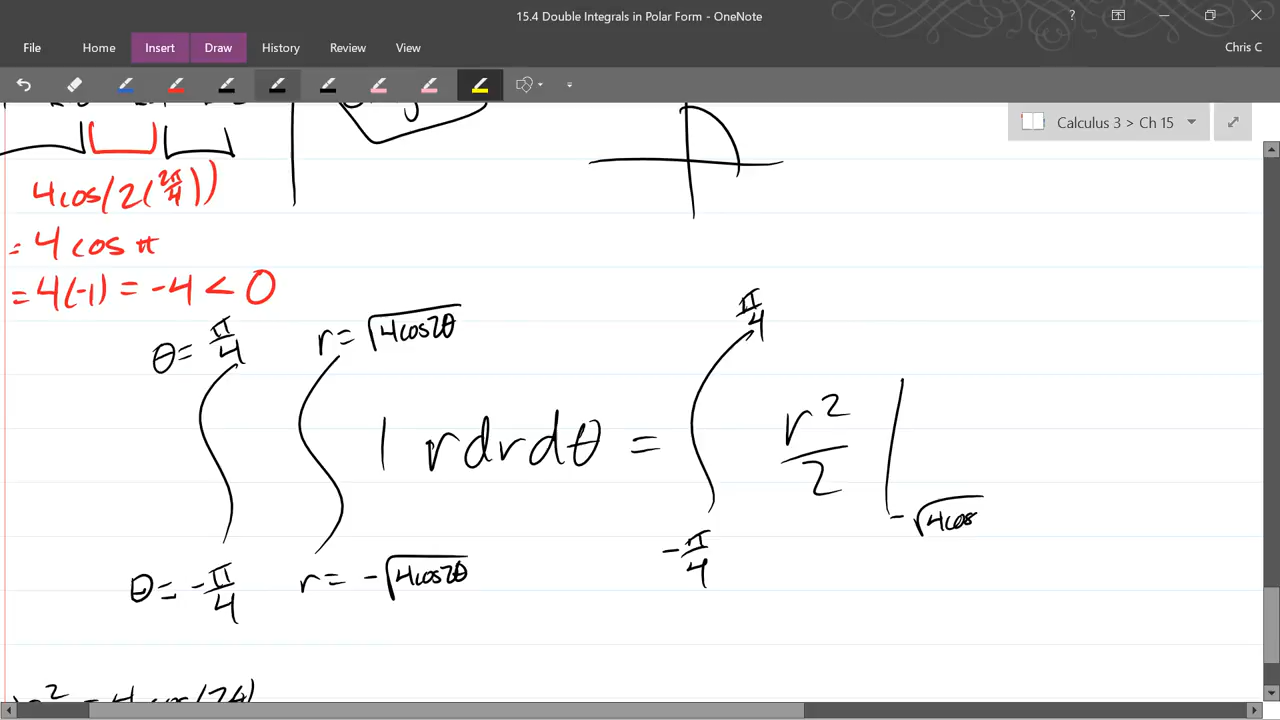 15.4 Double Integrals in Polar Form - OneNote
File Home Insert Draw History Review View Chris C
Calculus 3 > Ch 15
4cos(2(2π/4))
= 4cos π
= 4(-1) = -4 < 0
θ = π/4 r = √4cos2θ π/4
∫ ∫ 1 r dr dθ = ∫ r²/2 |
θ = -π/4 r = -√4cos2θ -π/4 -√4cos